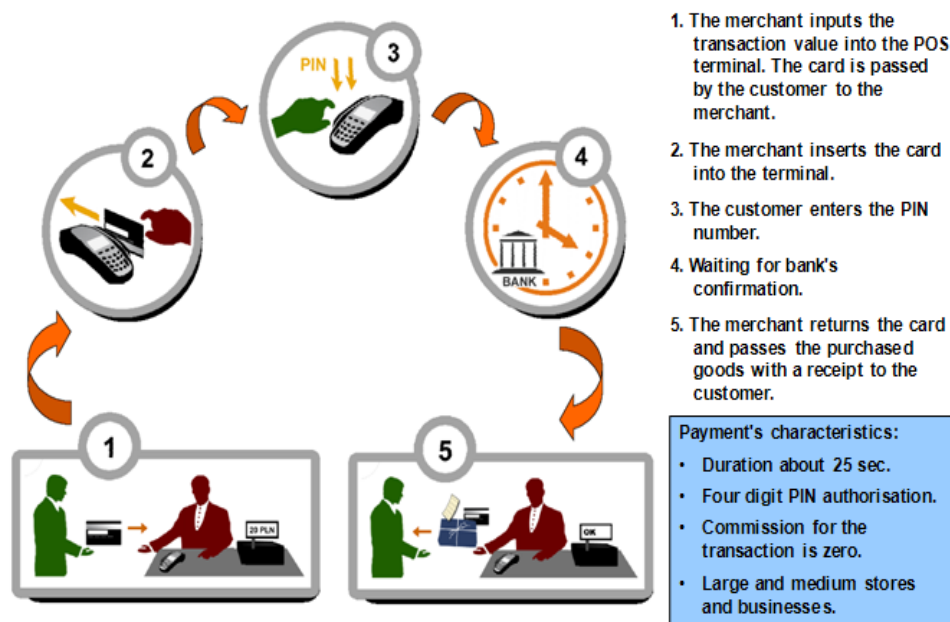 1
20 PLN
2
3
PIN
4
BANK
5
OK
1. The merchant inputs the
transaction value into the POS
terminal. The card is passed
by the customer to the
merchant.
2. The merchant inserts the card
into the terminal.
3. The customer enters the PIN
number.
4. Waiting for bank's
confirmation.
5. The merchant returns the card
and passes the purchased
goods with a receipt to the
customer.
Payment's characteristics:
• Duration about 25 sec.
• Four digit PIN authorisation.
• Commission for the
transaction is zero.
• Large and medium stores
and businesses.